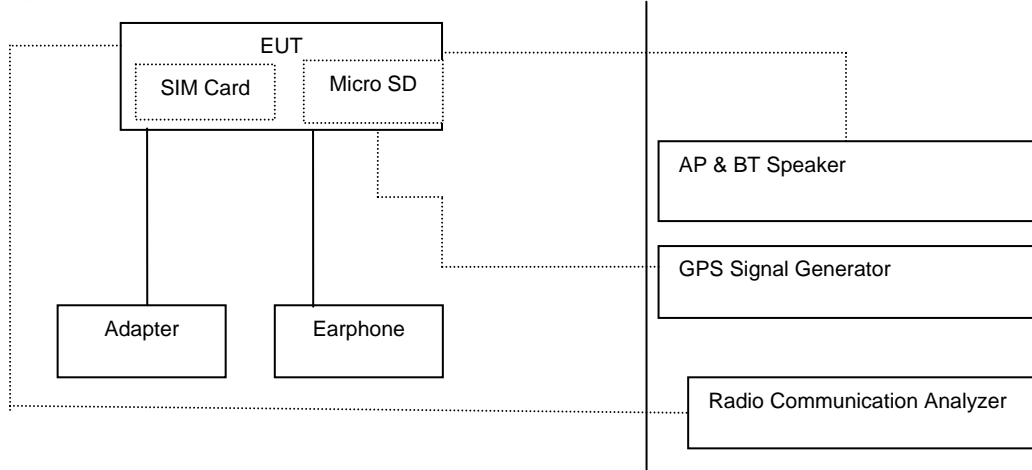 EUT
SIM Card
Micro SD
AP & BT Speaker
GPS Signal Generator
Adapter
Earphone
Radio Communication Analyzer